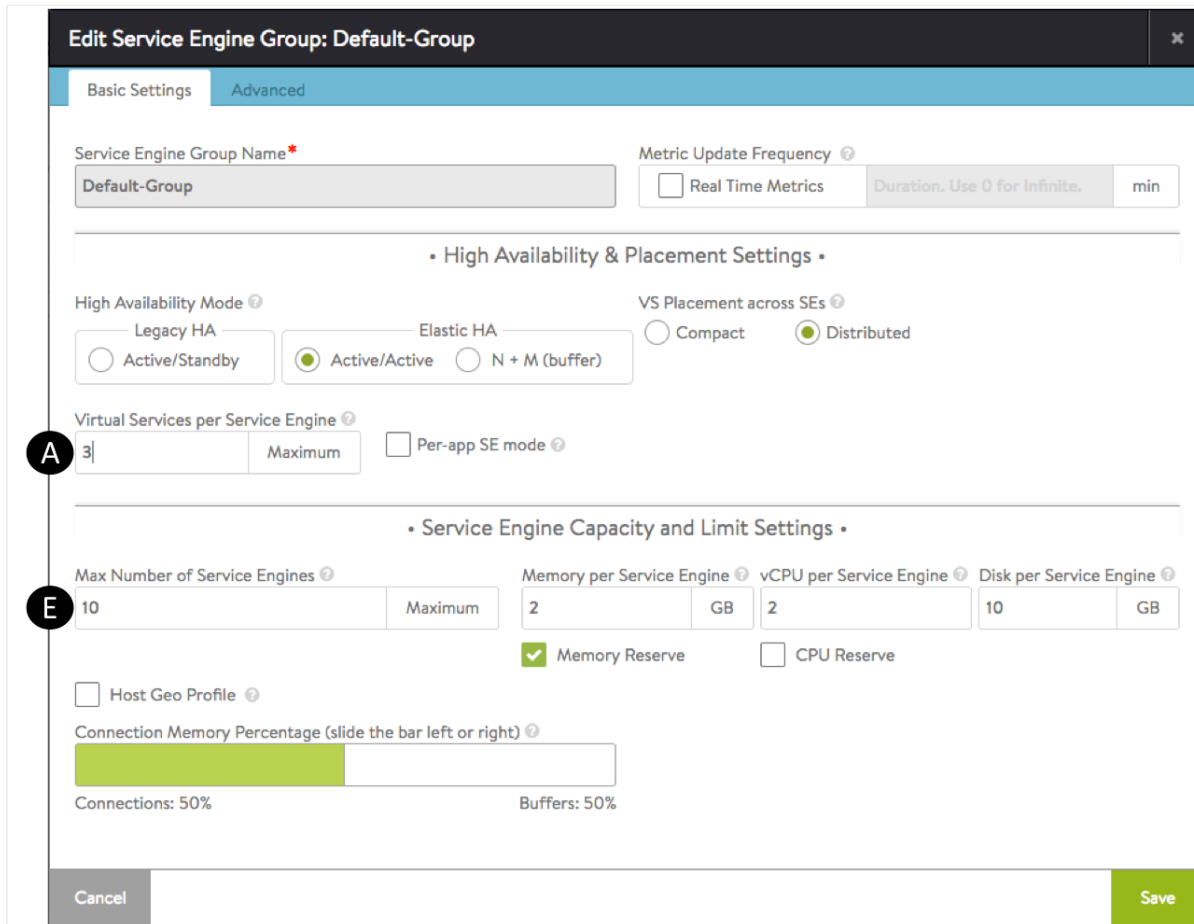 Edit Service Engine Group: Default-Group ×
Basic Settings Advanced
Service Engine Group Name* Metric Update Frequency ?
Default-Group Real Time Metrics Duration. Use 0 for Infinite. min
• High Availability & Placement Settings •
High Availability Mode ? VS Placement across SEs ?
Legacy HA Elastic HA Compact Distributed
Active/Standby Active/Active N + M (buffer)
Virtual Services per Service Engine ?
A 3 Maximum Per-app SE mode ?
• Service Engine Capacity and Limit Settings •
Max Number of Service Engines ? Memory per Service Engine ? vCPU per Service Engine ? Disk per Service Engine ?
E 10 Maximum 2 GB 2 10 GB
Memory Reserve CPU Reserve
Host Geo Profile ?
Connection Memory Percentage (slide the bar left or right) ?
Connections: 50% Buffers: 50%
Cancel Save